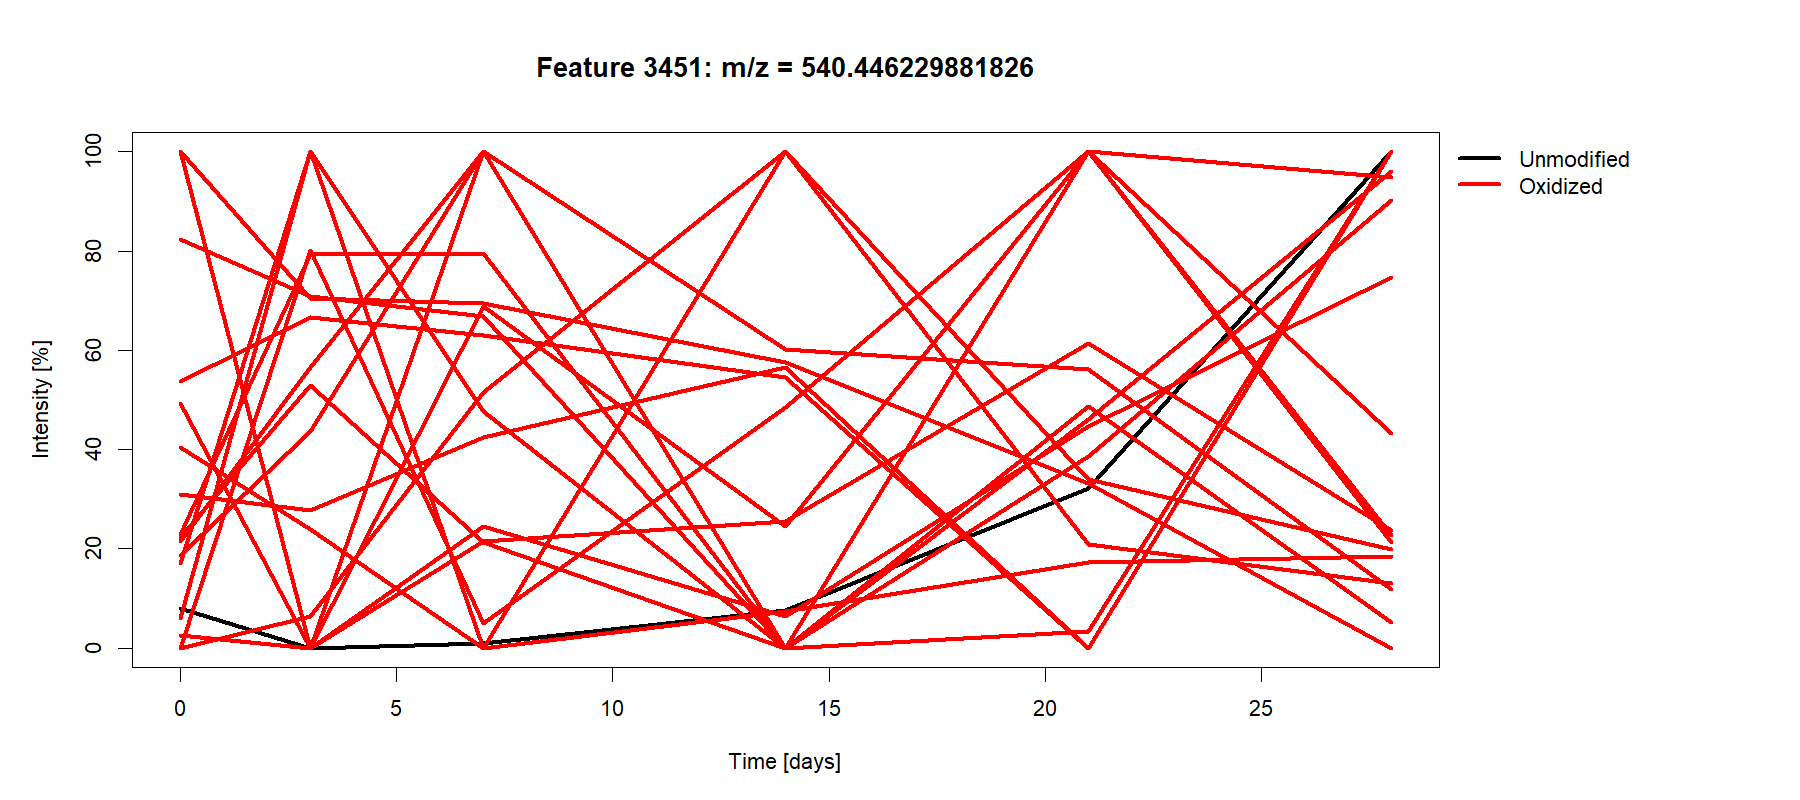 Feature 3451: m/z = 540.446229881826
Unmodified
Oxidized
Intensity [%]
100
80
60
40
20
0
0 5 10 15 20 25
Time [days]